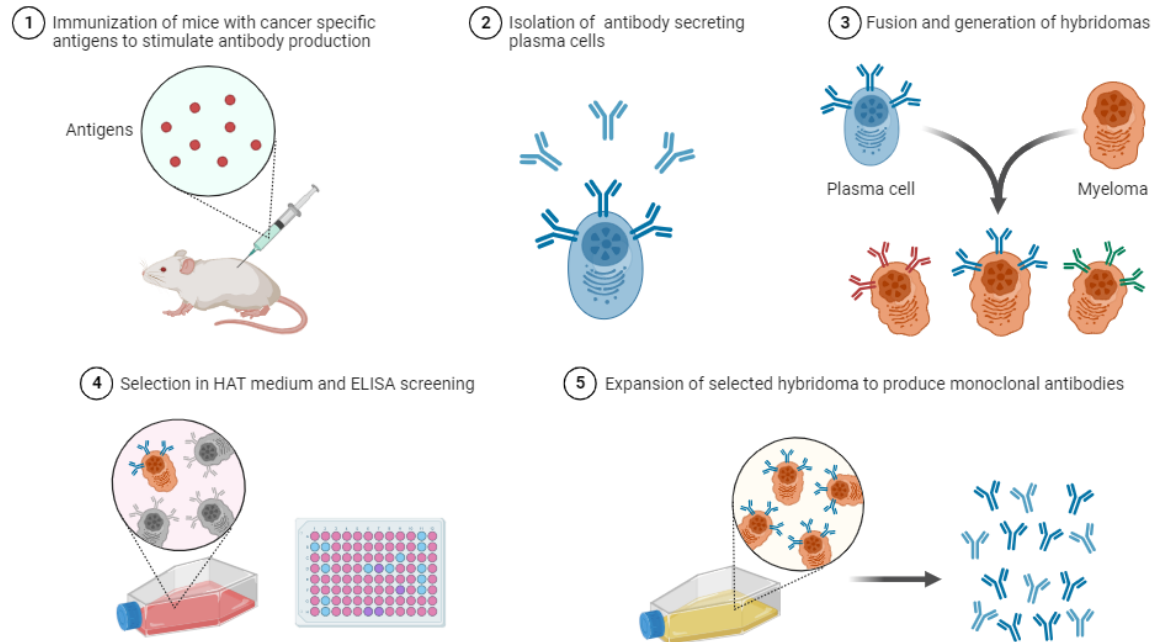 1
Immunization of mice with cancer specific
antigens to stimulate antibody production
Antigens
2
Isolation of antibody secreting
plasma cells
3
Fusion and generation of hybridomas
Plasma cell
Myeloma
4
Selection in HAT medium and ELISA screening
5
Expansion of selected hybridoma to produce monoclonal antibodies